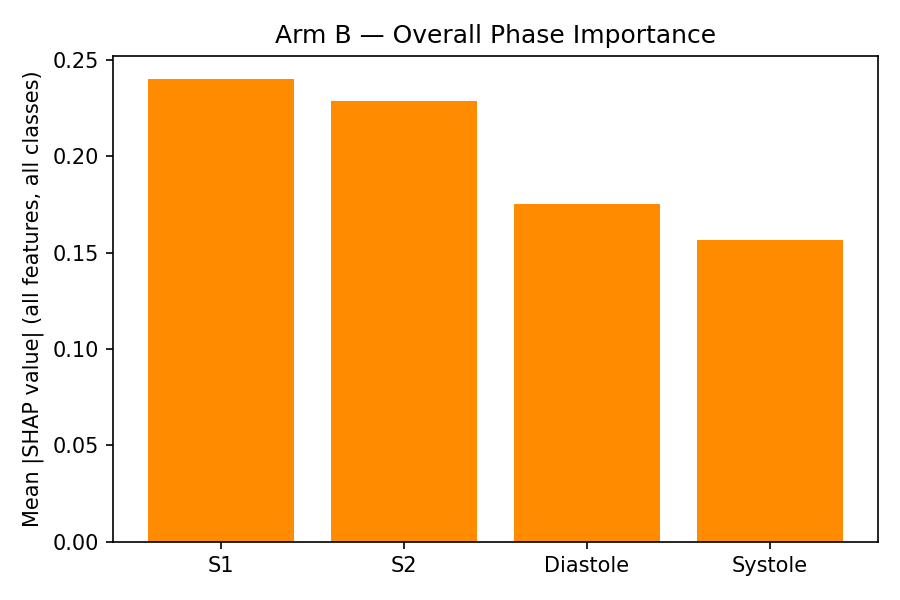 Arm B — Overall Phase Importance
Mean |SHAP value| (all features, all classes)
0.25
0.20
0.15
0.10
0.05
0.00
S1 S2 Diastole Systole